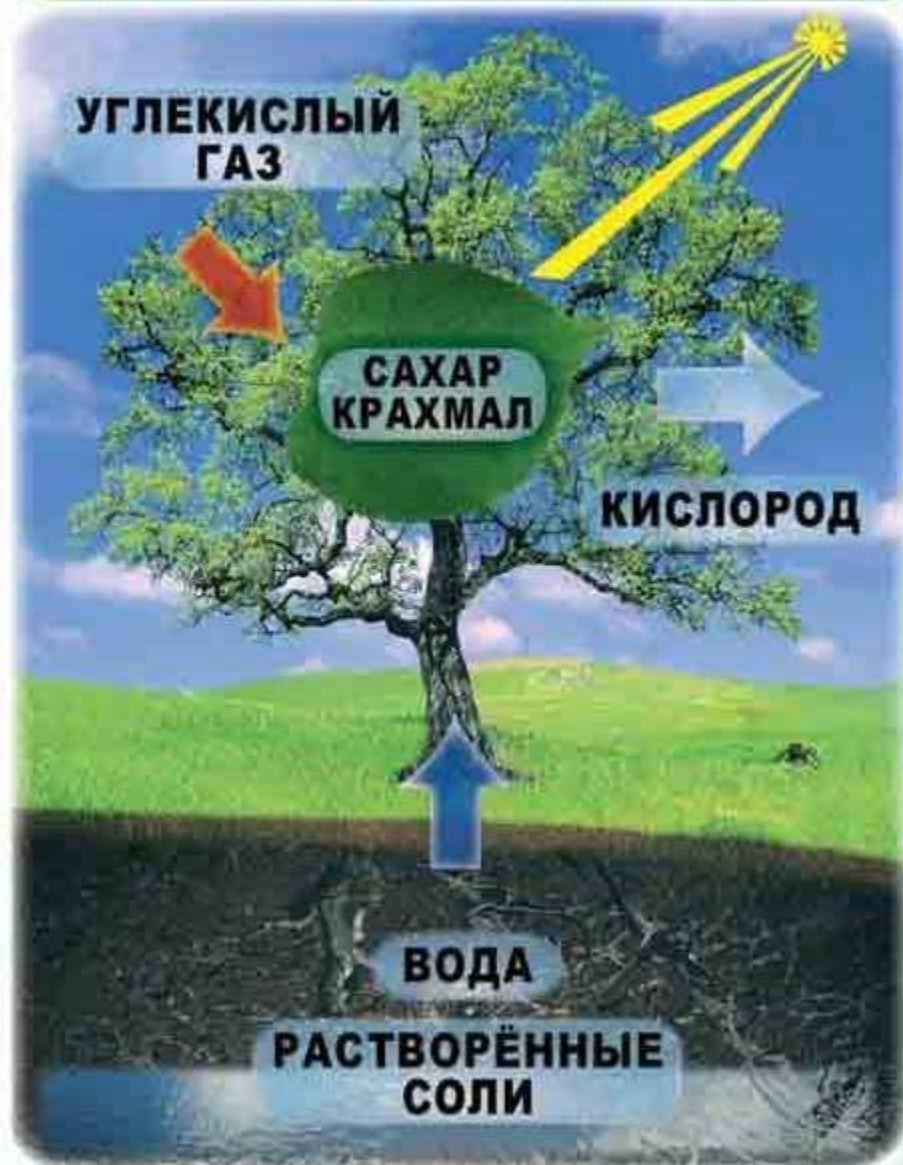 УГЛЕКИСЛЫЙ
ГАЗ
САХАР
КРАХМАЛ
КИСЛОРОД
ВОДА
РАСТВОРЁННЫЕ
СОЛИ